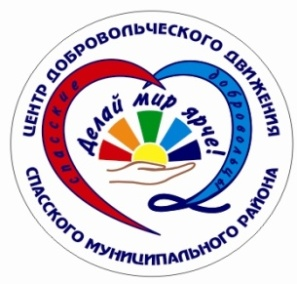 ЦЕНТР ДОБРОВОЛЬЧЕСКОГО ДВИЖЕНИЯ
СПАССКОГО МУНИЦИПАЛЬНОГО РАЙОНА
спасские
добровольцы
Делай мир ярче!